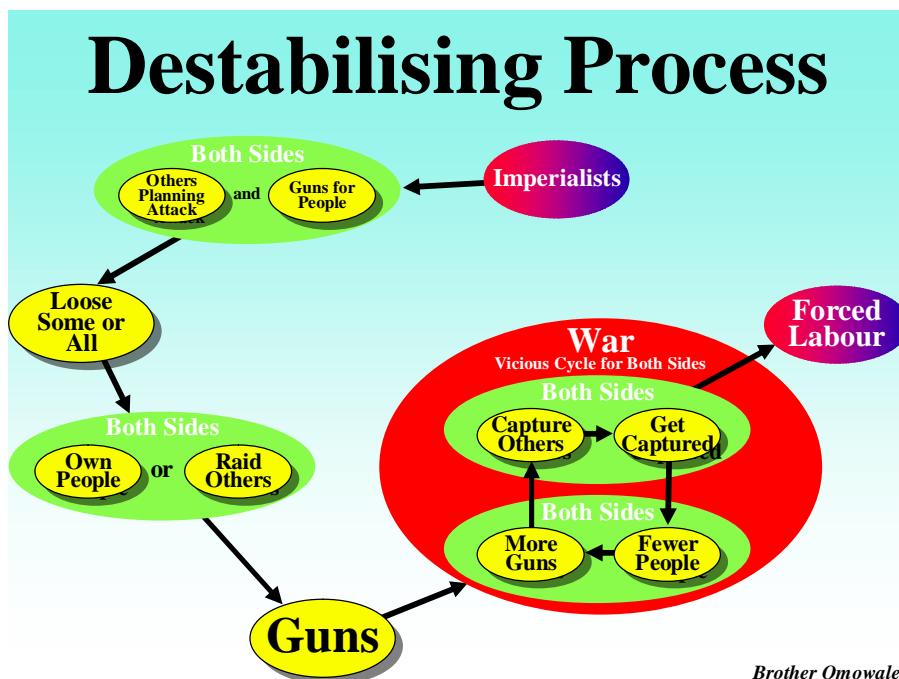 Destabilising Process
Both Sides
Others
Planning
Attack
and
Guns for
People
Imperialists
Loose
Some or
All
Forced
Labour
War
Vicious Cycle for Both Sides
Both Sides
Capture
Others
Get
Captured
Both Sides
Own
People
or
Raid
Others
Both Sides
More
Guns
Fewer
People
Guns
Brother Omowale